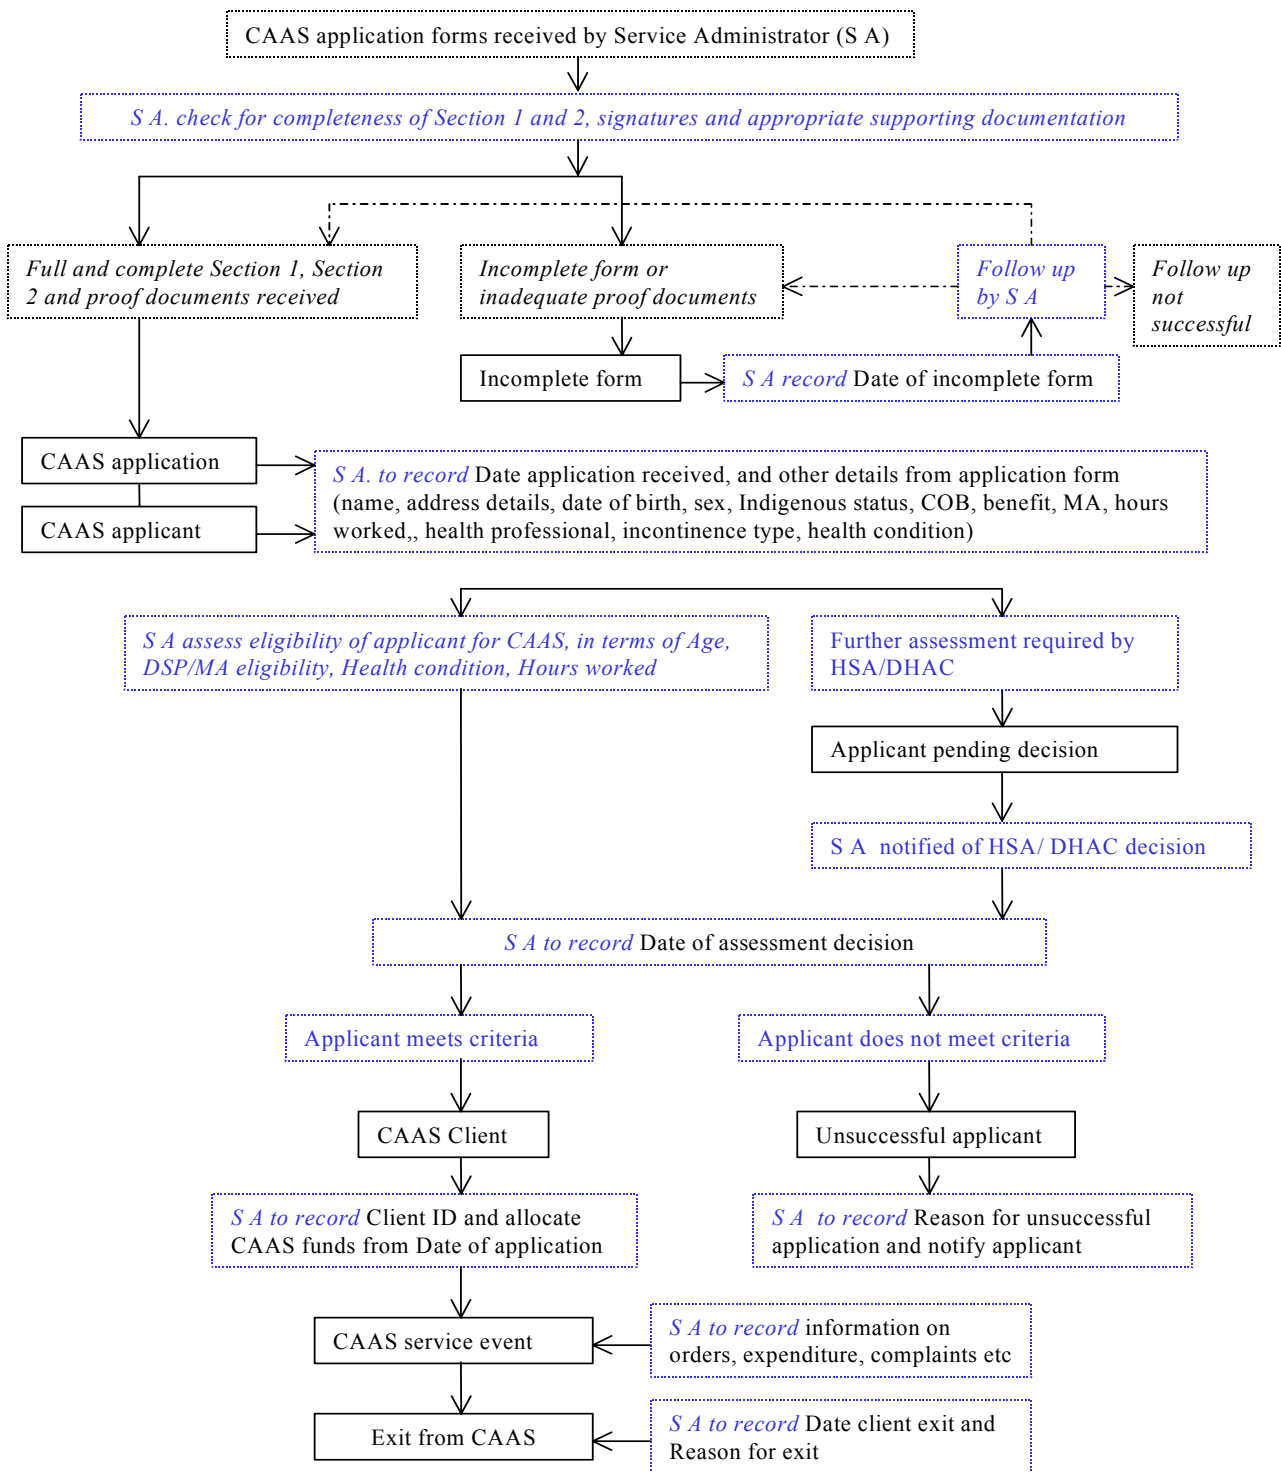 CAAS application forms received by Service Administrator (S A)
S A. check for completeness of Section 1 and 2, signatures and appropriate supporting documentation
Full and complete Section 1, Section
2 and proof documents received
Incomplete form or
inadequate proof documents
Follow up
by S A
Follow up
not
successful
Incomplete form
S A record Date of incomplete form
CAAS application
CAAS applicant
S A. to record Date application received, and other details from application form
(name, address details, date of birth, sex, Indigenous status, COB, benefit, MA, hours
worked,, health professional, incontinence type, health condition)
S A assess eligibility of applicant for CAAS, in terms of Age,
DSP/MA eligibility, Health condition, Hours worked
Further assessment required by
HSA/DHAC
Applicant pending decision
S A  notified of HSA/ DHAC decision
S A to record Date of assessment decision
Applicant meets criteria
Applicant does not meet criteria
CAAS Client
Unsuccessful applicant
S A to record Client ID and allocate
CAAS funds from Date of application
S A  to record Reason for unsuccessful
application and notify applicant
CAAS service event
S A to record information on
orders, expenditure, complaints etc
Exit from CAAS
S A to record Date client exit and
Reason for exit